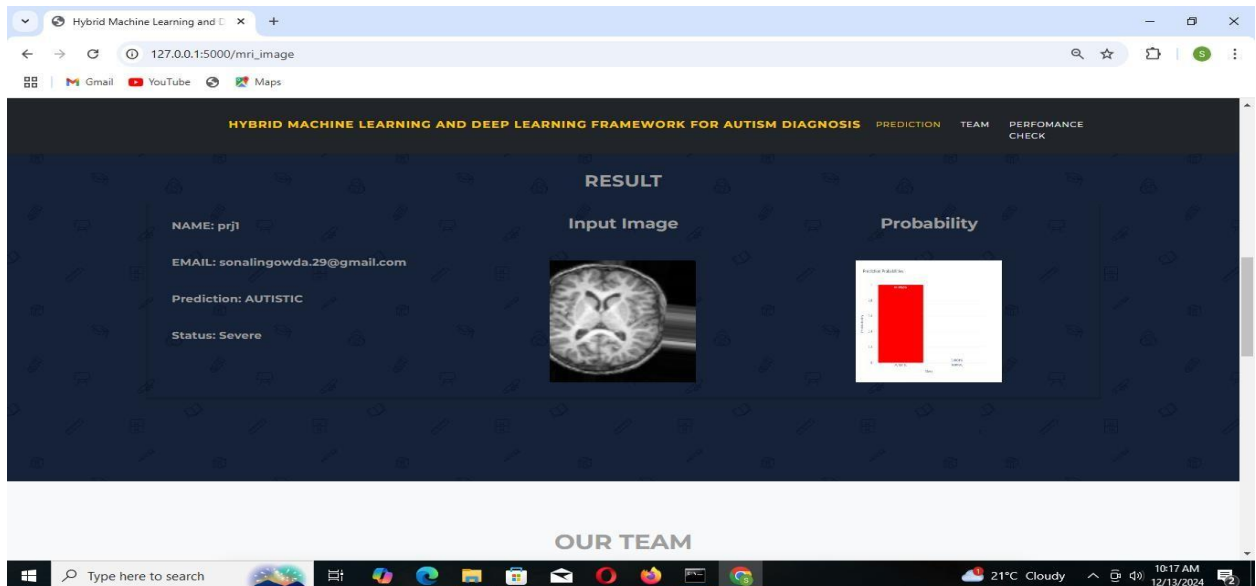 Hybrid Machine Learning and D
127.0.0.1:5000/mri_image
S
Gmail YouTube Maps
HYBRID MACHINE LEARNING AND DEEP LEARNING FRAMEWORK FOR AUTISM DIAGNOSIS PREDICTION TEAM PERFOMANCE CHECK
RESULT
NAME: prj1
EMAIL: sonalingowda.29@gmail.com
Prediction: AUTISTIC
Status: Severe
Input Image
Probability
Prediction Probabilities
OUR TEAM
Type here to search
21°C Cloudy
10:17 AM
12/13/2024